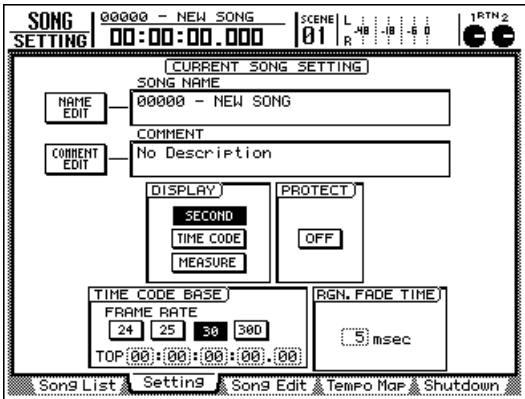 SONG SETTING
00000 - NEW SONG
00:00:00.000
SCENE 01
L -48 -18 -6 0
R
1RTN2
CURRENT SONG SETTING
SONG NAME
NAME EDIT
00000 - NEW SONG
COMMENT
COMMENT EDIT
No Description
DISPLAY
SECOND
TIME CODE
MEASURE
PROTECT
OFF
TIME CODE BASE
FRAME RATE
24 25 30 30D
TOP 00:00:00:00.00
RGN. FADE TIME
5 msec
Song List Setting Song Edit Tempo Map Shutdown